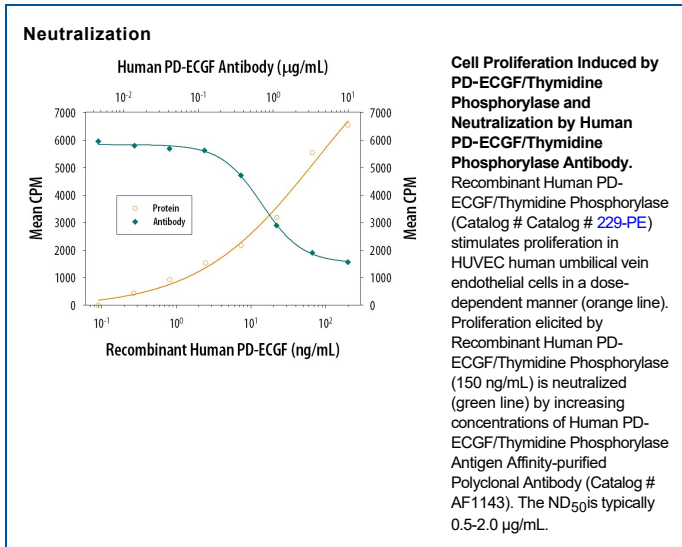 Neutralization
Human PD-ECGF Antibody (µg/mL)
10-2 10-1 100 101
7000 7000
6000 6000
5000 5000
4000 4000
3000 3000
2000 2000
1000 1000
0 0
Mean CPM
Mean CPM
Protein
Antibody
10-1 100 101 102
Recombinant Human PD-ECGF (ng/mL)
Cell Proliferation Induced by
PD-ECGF/Thymidine
Phosphorylase and
Neutralization by Human
PD-ECGF/Thymidine
Phosphorylase Antibody.
Recombinant Human PD-
ECGF/Thymidine Phosphorylase
(Catalog # Catalog # 229-PE)
stimulates proliferation in
HUVEC human umbilical vein
endothelial cells in a dose-
dependent manner (orange line).
Proliferation elicited by
Recombinant Human PD-
ECGF/Thymidine Phosphorylase
(150 ng/mL) is neutralized
(green line) by increasing
concentrations of Human PD-
ECGF/Thymidine Phosphorylase
Antigen Affinity-purified
Polyclonal Antibody (Catalog #
AF1143). The ND50is typically
0.5-2.0 µg/mL.